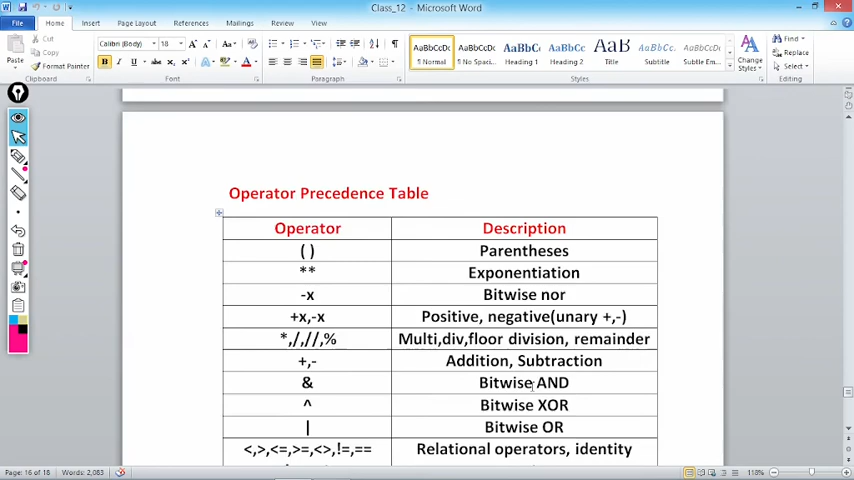 Class_12 - Microsoft Word
File Home Insert Page Layout References Mailings Review View
Cut
Copy
Format Painter
Paste
Clipboard
Calibri (Body) 18
Font
Paragraph
AaBbCcDc AaBbCcDc AaBbC AaBbCc AaB AaBbCc. AaBbCcDc
¶ Normal ¶ No Spaci... Heading 1 Heading 2 Title Subtitle Subtle Em...
Styles
Change Styles
Find
Replace
Select
Editing
Operator Precedence Table
Operator Description
( ) Parentheses
** Exponentiation
-x Bitwise nor
+x,-x Positive, negative(unary +,-)
*,/,//,% Multi,div,floor division, remainder
+,- Addition, Subtraction
& Bitwise AND
^ Bitwise XOR
| Bitwise OR
<,>,<=,>=,<>,!=,== Relational operators, identity
Page: 16 of 18 Words: 2,083 118%